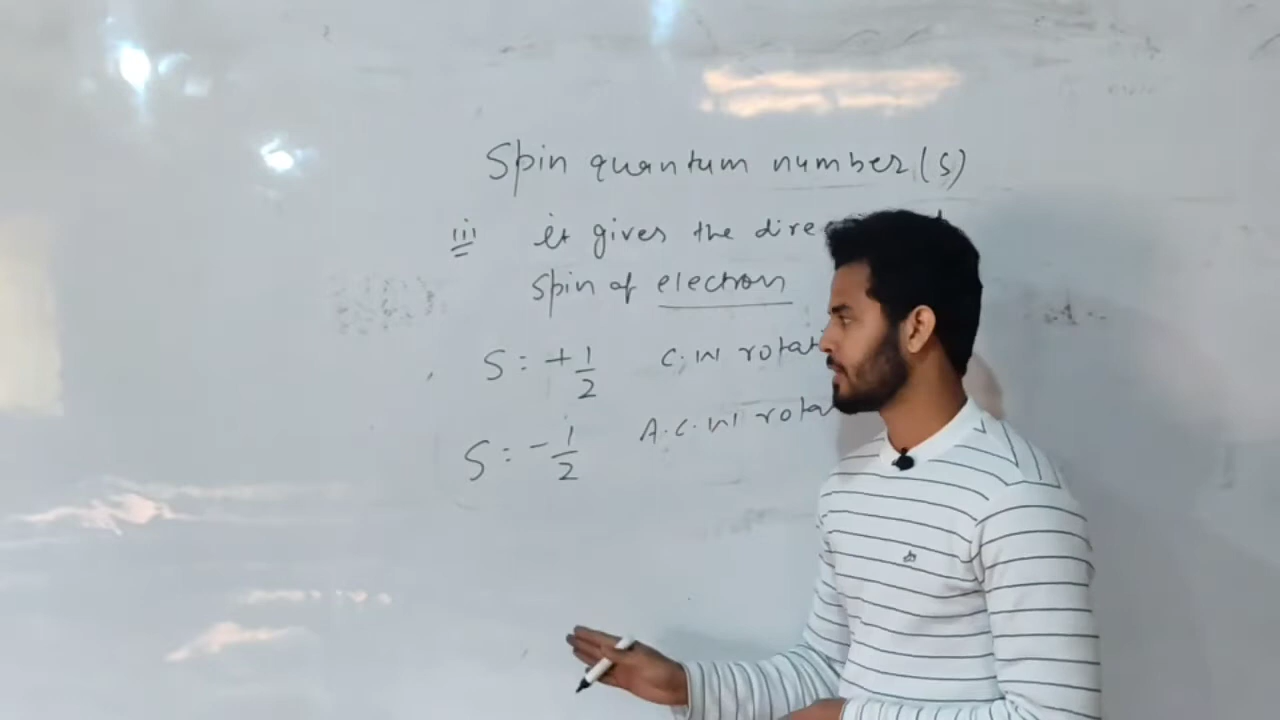 Spin quantum number (s)
iii it gives the dire
spin of electron
S = + 1/2 C.W rotat
S = - 1/2 A.C.W rota